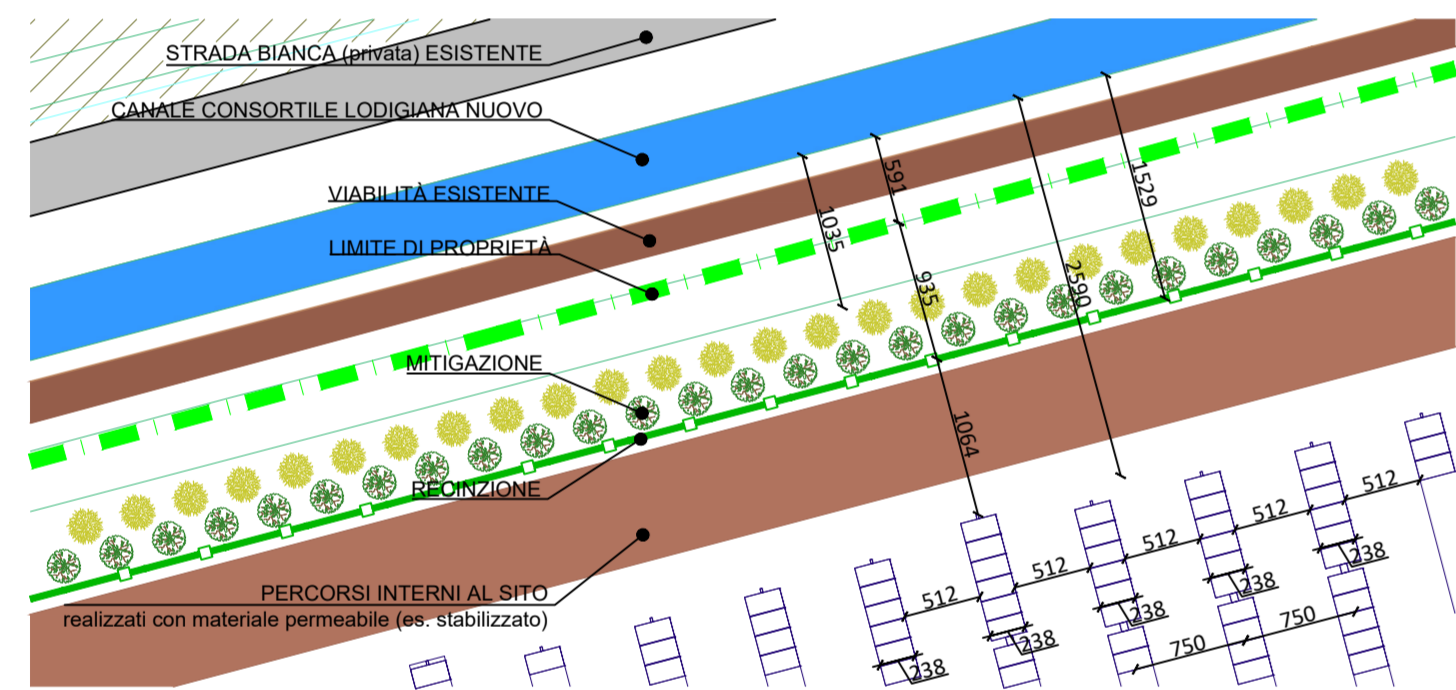 STRADA BIANCA (privata) ESISTENTE
CANALE CONSORTILE LODIGIANA NUOVO
VIABILITÀ ESISTENTE
LIMITE DI PROPRIETÀ
MITIGAZIONE
RECINZIONE
PERCORSI INTERNI AL SITO
realizzati con materiale permeabile (es. stabilizzato)
591
1035
1529
935
2590
1064
512
512
512
512
512
238
238
238
238
238
750
750